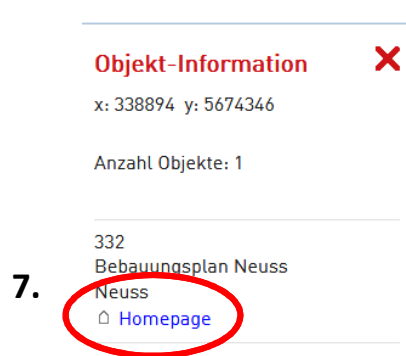 Objekt-Information
x: 338894 y: 5674346
Anzahl Objekte: 1
332
Bebauungsplan Neuss
7.
Neuss
Homepage